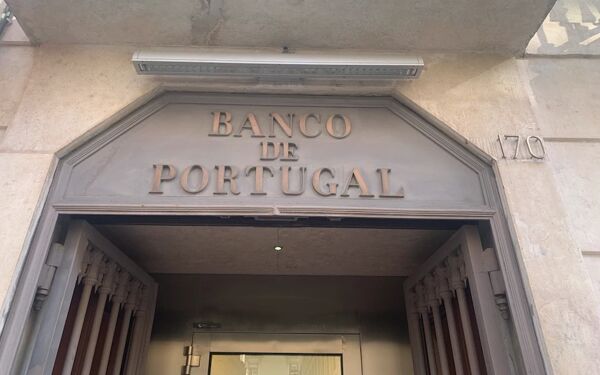 BANCO
DE
PORTUGAL
170